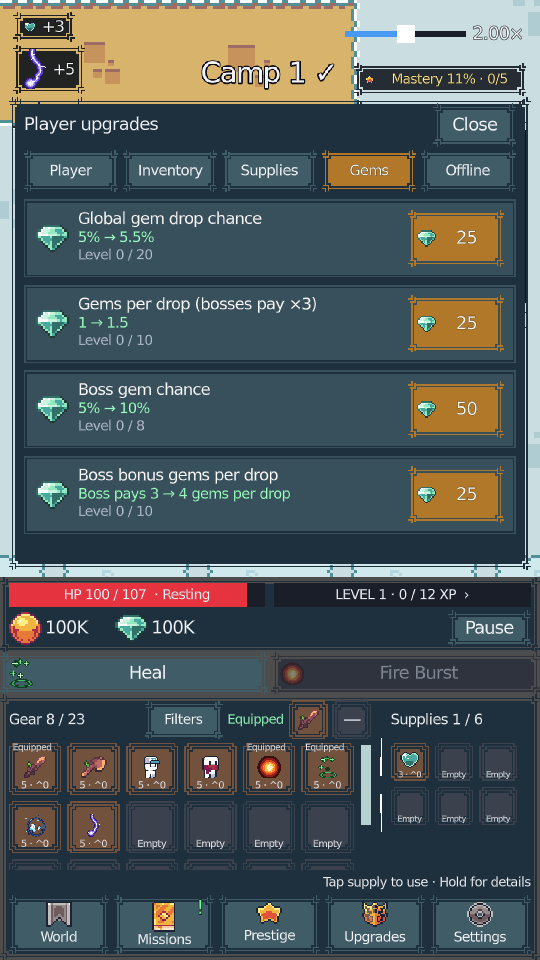 +3
2.00×
+5
Camp 1 ✓
Mastery 11% · 0/5
Player upgrades
Close
Player
Inventory
Supplies
Gems
Offline
Global gem drop chance
5% → 5.5%
Level 0 / 20
25
Gems per drop (bosses pay ×3)
1 → 1.5
Level 0 / 10
25
Boss gem chance
5% → 10%
Level 0 / 8
50
Boss bonus gems per drop
Boss pays 3 → 4 gems per drop
Level 0 / 10
25
HP 100 / 107 · Resting
LEVEL 1 · 0 / 12 XP ›
100K
100K
Pause
Heal
Fire Burst
Gear 8 / 23
Filters
Equipped
—
Supplies 1 / 6
Equipped
Equipped
Equipped
5 · ^0
5 · ^0
5 · ^0
5 · ^0
5 · ^0
5 · ^0
3 · ^0
Empty
Empty
5 · ^0
5 · ^0
Empty
Empty
Empty
Empty
Empty
Empty
Empty
Tap supply to use · Hold for details
World
Missions
!
Prestige
Upgrades
Settings